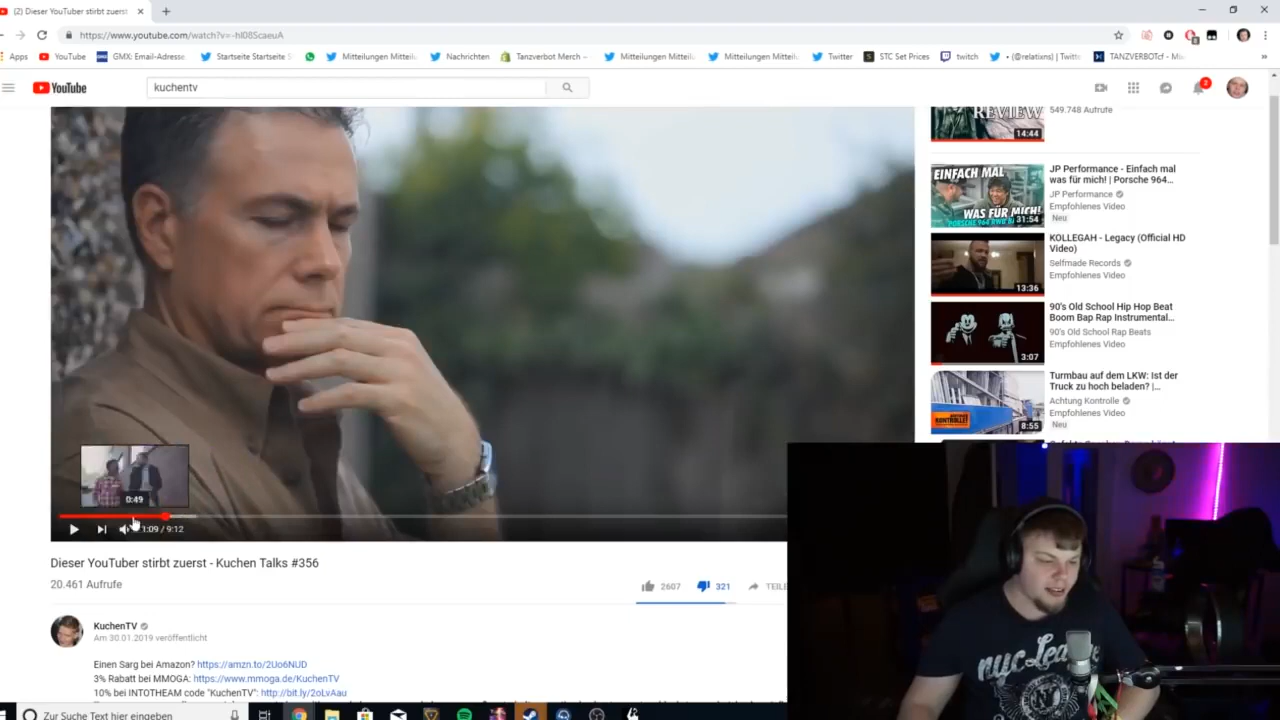 (2) Dieser YouTuber stirbt zuerst
https://www.youtube.com/watch?v=-hI08ScaeuA
Apps YouTube GMX: Email-Adresse Startseite Startseite Mitteilungen Mitteil Nachrichten Tanzverbot Merch – Mitteilungen Mitteil Mitteilungen Mitteil Twitter STC Set Prices twitch • (@relations) | Twitt TANZVERBOTcf - Mi
YouTube
kuchentv
2
REVIEW
14:44
549.748 Aufrufe
EINFACH MAL
WAS FÜR MICH!
PORSCHE 964
31:54
JP Performance - Einfach mal
was für mich! | Porsche 964...
JP Performance
Empfohlenes Video
Neu
13:36
KOLLEGAH - Legacy (Official HD
Video)
Selfmade Records
Empfohlenes Video
3:07
90's Old School Hip Hop Beat
Boom Bap Rap Instrumental...
90's Old School Rap Beats
Empfohlenes Video
ACHTUNG
KONTROLLE!
8:55
Turmbau auf dem LKW: Ist der
Truck zu hoch beladen? |...
Achtung Kontrolle
Empfohlenes Video
Neu
0:49
1:09 / 9:12
Dieser YouTuber stirbt zuerst - Kuchen Talks #356
20.461 Aufrufe
2607 321 TEILE
KuchenTV
Am 30.01.2019 veröffentlicht
Einen Sarg bei Amazon? https://amzn.to/2Uo6NUD
3% Rabatt bei MMOGA: https://www.mmoga.de/KuchenTV
10% bei INTOTHEAM code "KuchenTV": http://bit.ly/2oLvAau
nyc
Zur Suche Text hier eingeben